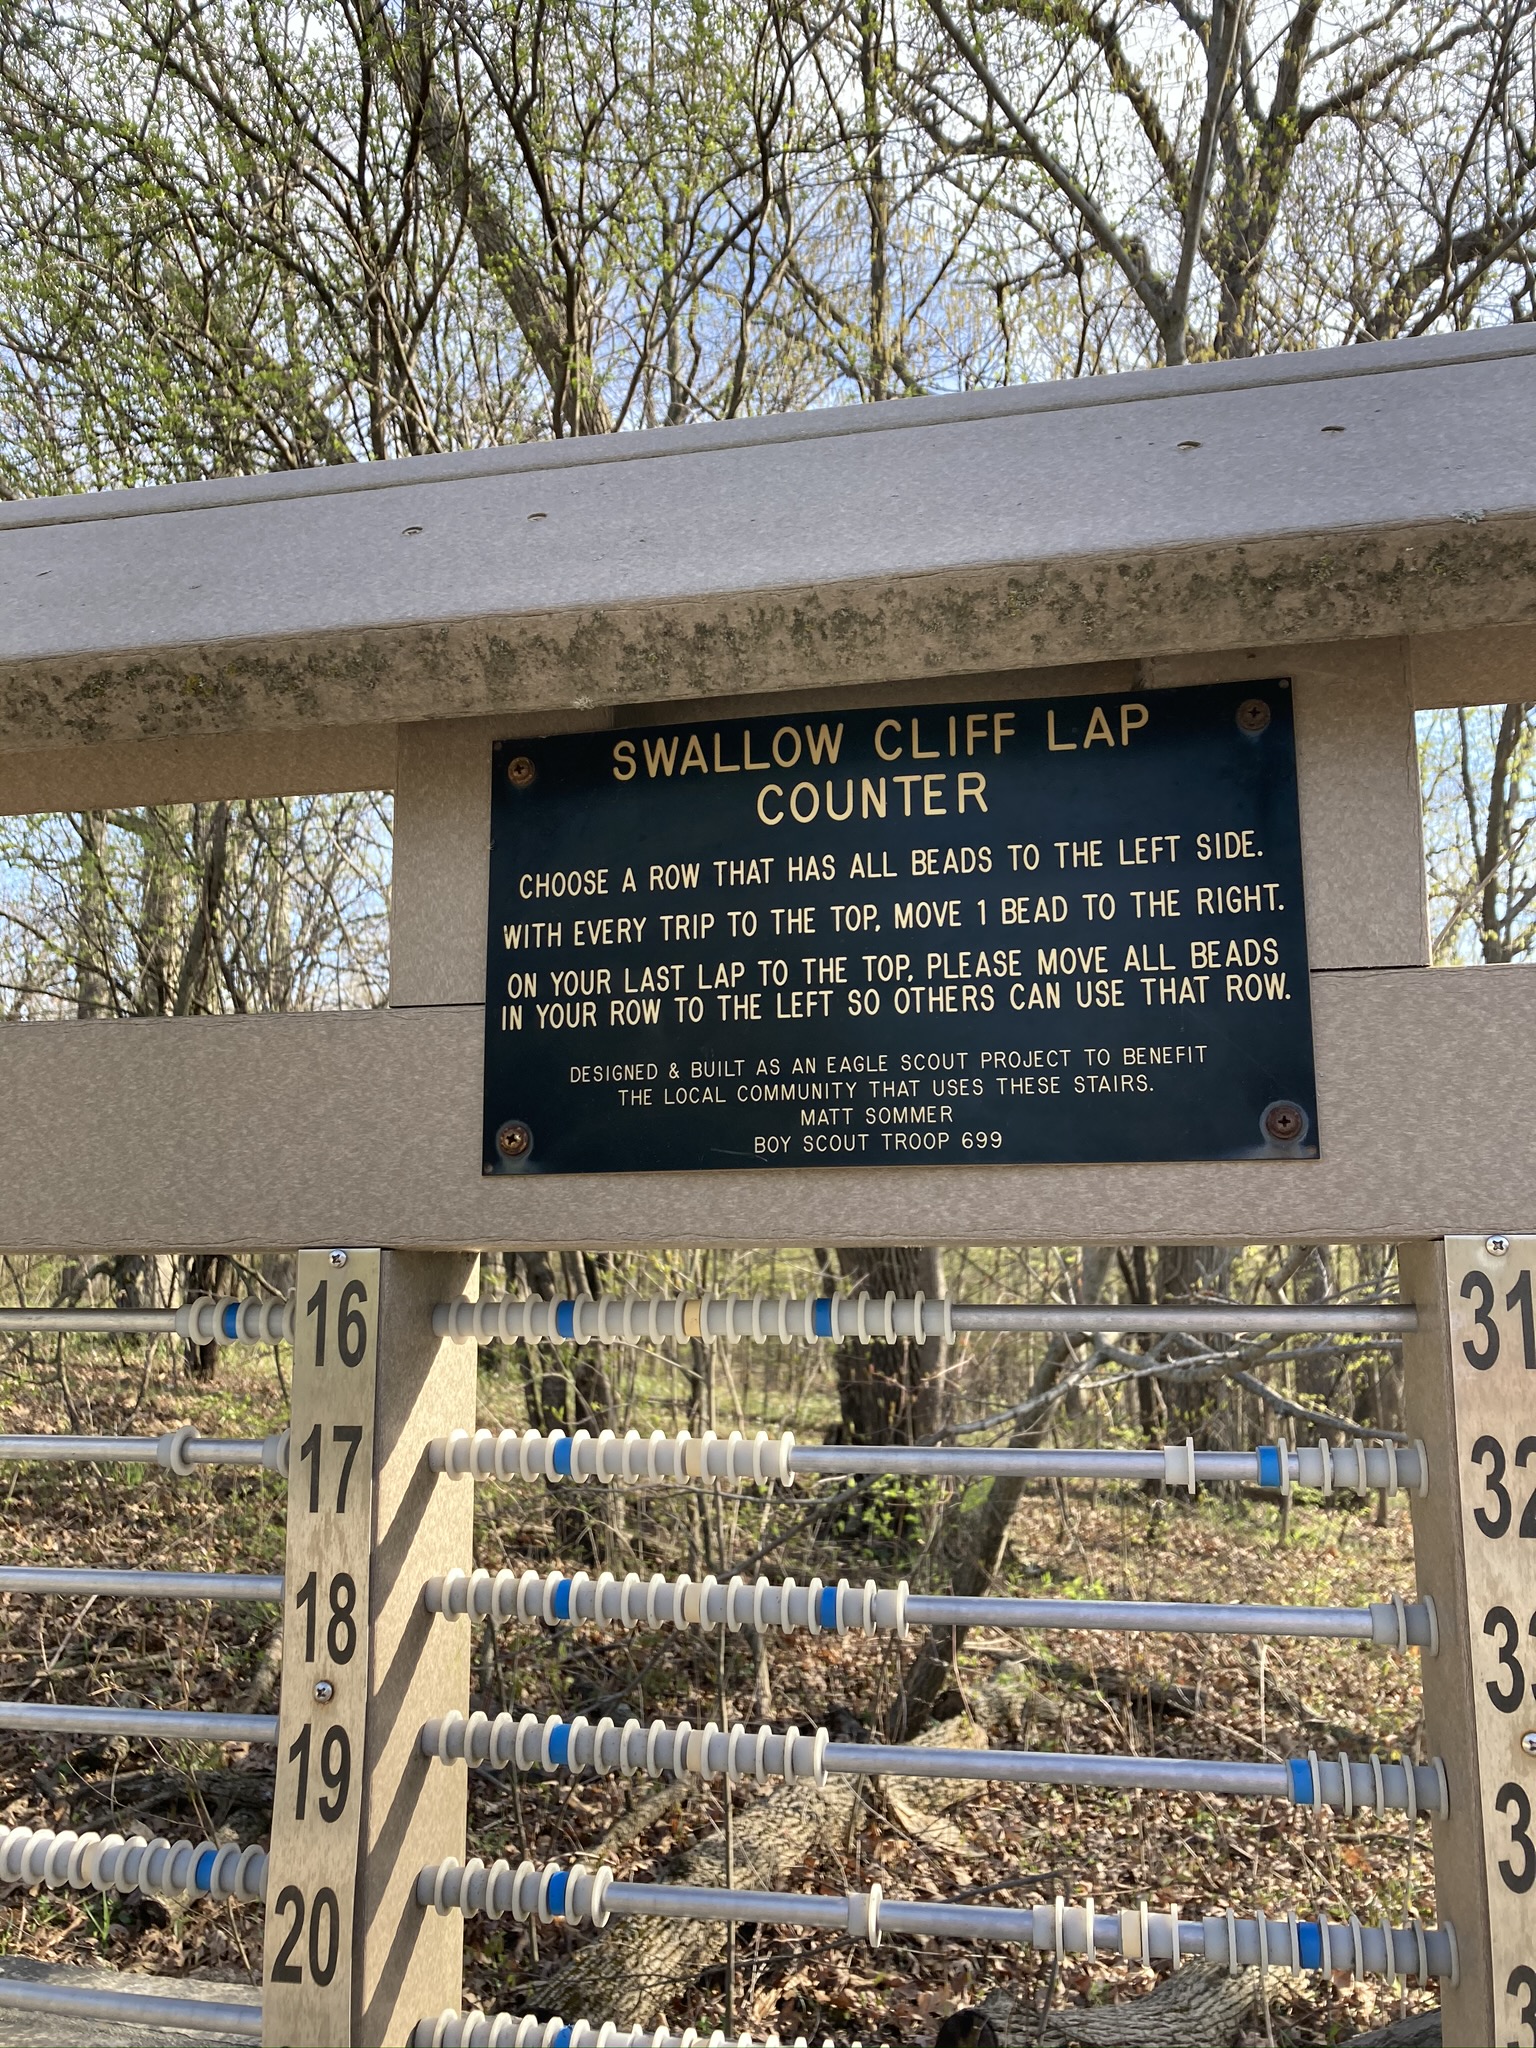 SWALLOW CLIFF LAP
COUNTER
CHOOSE A ROW THAT HAS ALL BEADS TO THE LEFT SIDE.
WITH EVERY TRIP TO THE TOP, MOVE 1 BEAD TO THE RIGHT.
ON YOUR LAST LAP TO THE TOP, PLEASE MOVE ALL BEADS
IN YOUR ROW TO THE LEFT SO OTHERS CAN USE THAT ROW.
DESIGNED & BUILT AS AN EAGLE SCOUT PROJECT TO BENEFIT
THE LOCAL COMMUNITY THAT USES THESE STAIRS.
MATT SOMMER
BOY SCOUT TROOP 699
16
17
18
19
20
31
32